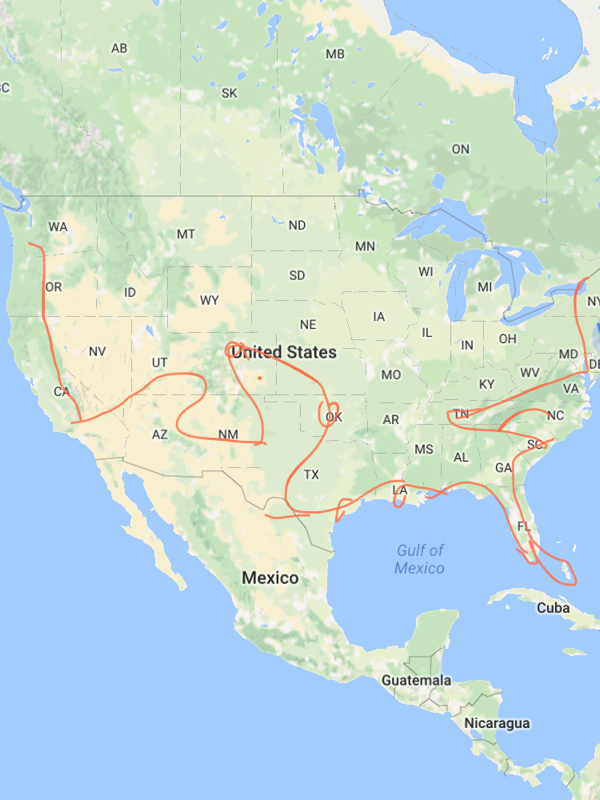 AB
MB
SC
SK
ON
WA
MT
ND
MN
OR
ID
SD
WI
MI
NY
WY
IA
NE
OH
IL
IN
NV
UT
United States
MD
DE
MO
WV
KY
VA
CA
OK
AR
TN
NC
AZ
NM
MS
AL
SC
TX
GA
LA
FL
Gulf of
Mexico
Mexico
Cuba
Guatemala
Nicaragua